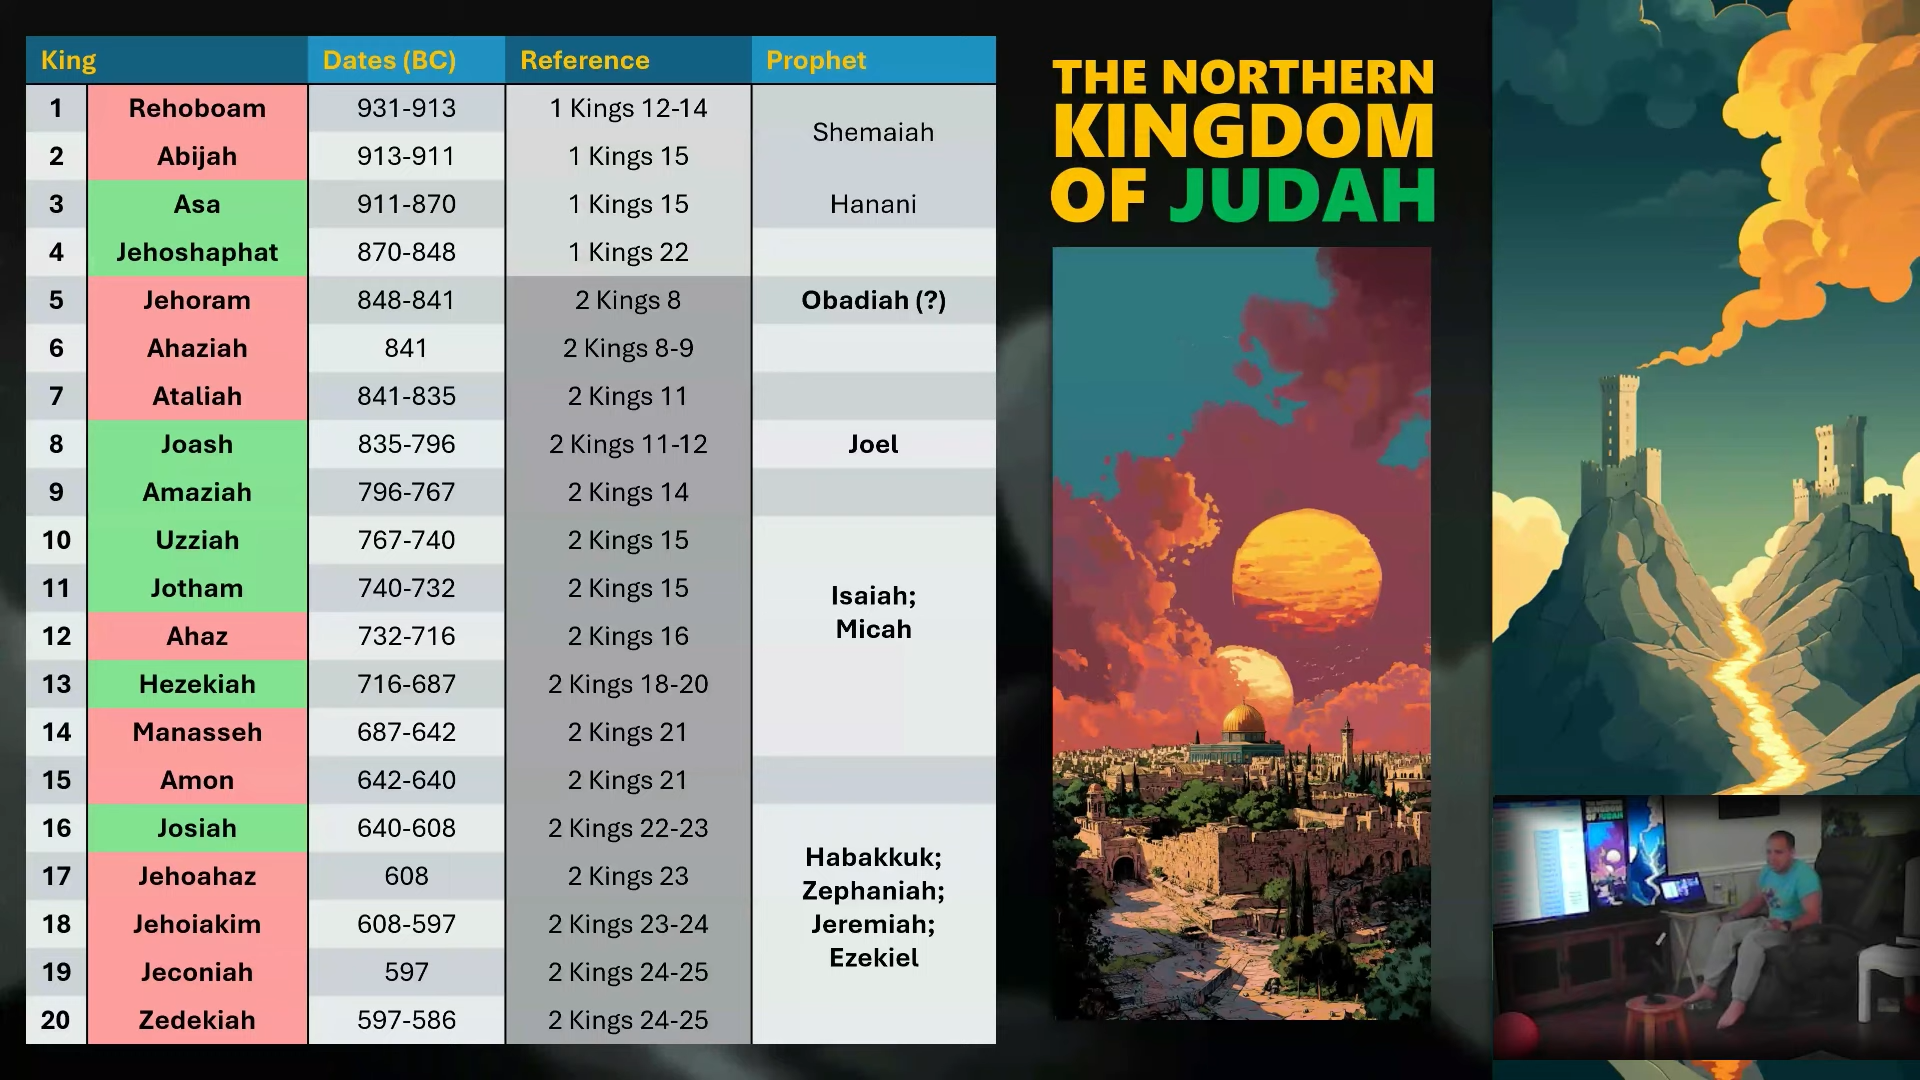 King Dates (BC) Reference Prophet
1 Rehoboam 931-913 1 Kings 12-14
Shemaiah
2 Abijah 913-911 1 Kings 15
3 Asa 911-870 1 Kings 15 Hanani
4 Jehoshaphat 870-848 1 Kings 22
5 Jehoram 848-841 2 Kings 8 Obadiah (?)
6 Ahaziah 841 2 Kings 8-9
7 Ataliah 841-835 2 Kings 11
8 Joash 835-796 2 Kings 11-12 Joel
9 Amaziah 796-767 2 Kings 14
10 Uzziah 767-740 2 Kings 15
11 Jotham 740-732 2 Kings 15
Isaiah;
Micah
12 Ahaz 732-716 2 Kings 16
13 Hezekiah 716-687 2 Kings 18-20
14 Manasseh 687-642 2 Kings 21
15 Amon 642-640 2 Kings 21
16 Josiah 640-608 2 Kings 22-23
Habakkuk;
17 Jehoahaz 608 2 Kings 23
Zephaniah;
18 Jehoiakim 608-597 2 Kings 23-24
Jeremiah;
Ezekiel
19 Jeconiah 597 2 Kings 24-25
20 Zedekiah 597-586 2 Kings 24-25
THE NORTHERN
KINGDOM
OF JUDAH
OF JUDAH